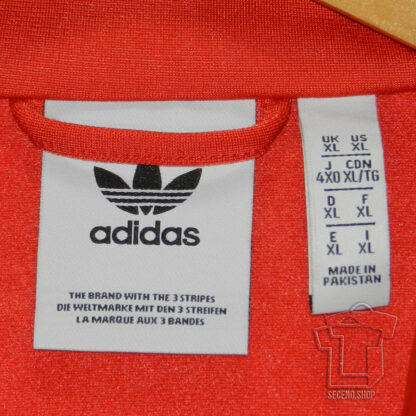 adidas
THE BRAND WITH THE 3 STRIPES
DIE WELTMARKE MIT DEN 3 STREIFEN
LA MARQUE AUX 3 BANDES
UK US
XL XL
J CDN
4XO XL/TG
D F
XL XL
E I
XL XL
MADE IN
PAKISTAN
SECEND.SHOP